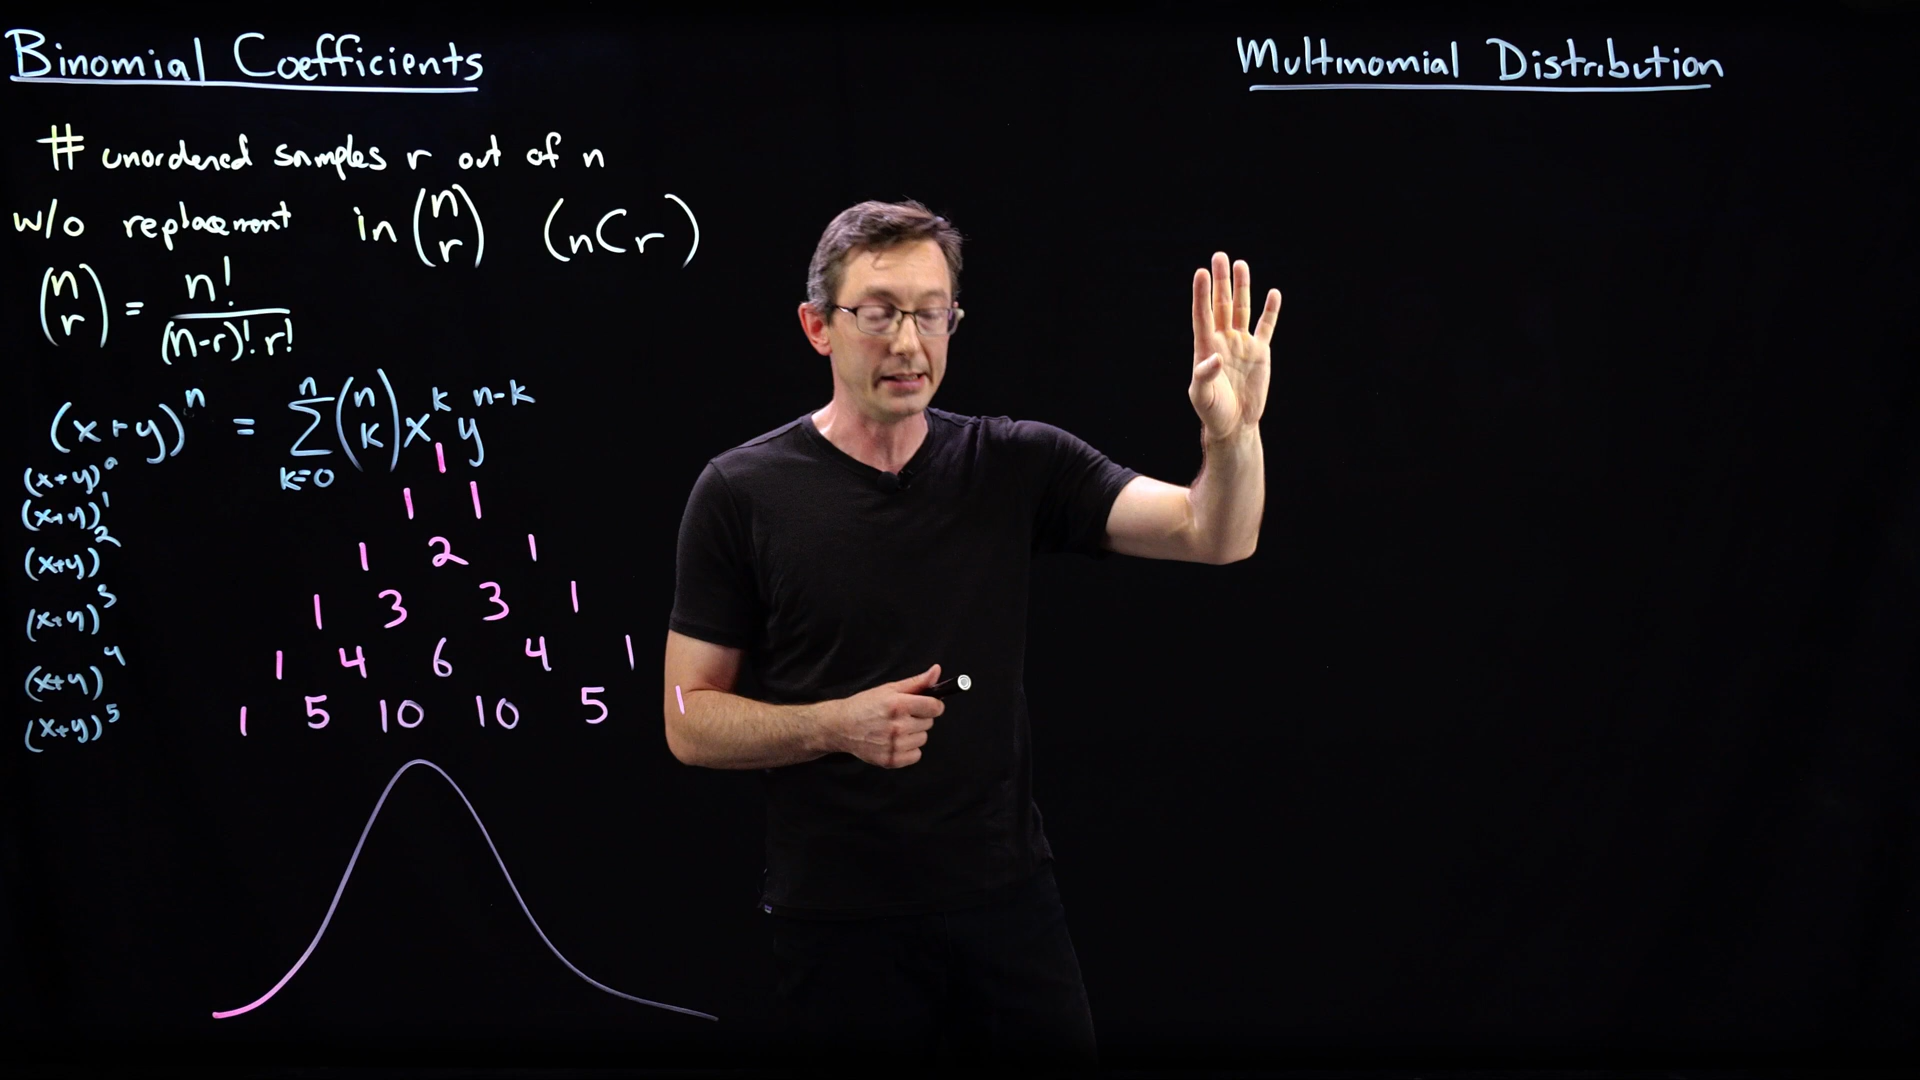 Binomial Coefficients
# unordered samples r out of n
w/o replacement in (n r) (nCr)
(n r) = n! / (n-r)! r!
(x+y)^n = Σ_{k=0}^{n} (n k) x^k y^{n-k}
(x+y)^0 1
(x+y)^1 1 1
(x+y)^2 1 2 1
(x+y)^3 1 3 3 1
(x+y)^4 1 4 6 4 1
(x+y)^5 1 5 10 10 5 1
Multinomial Distribution